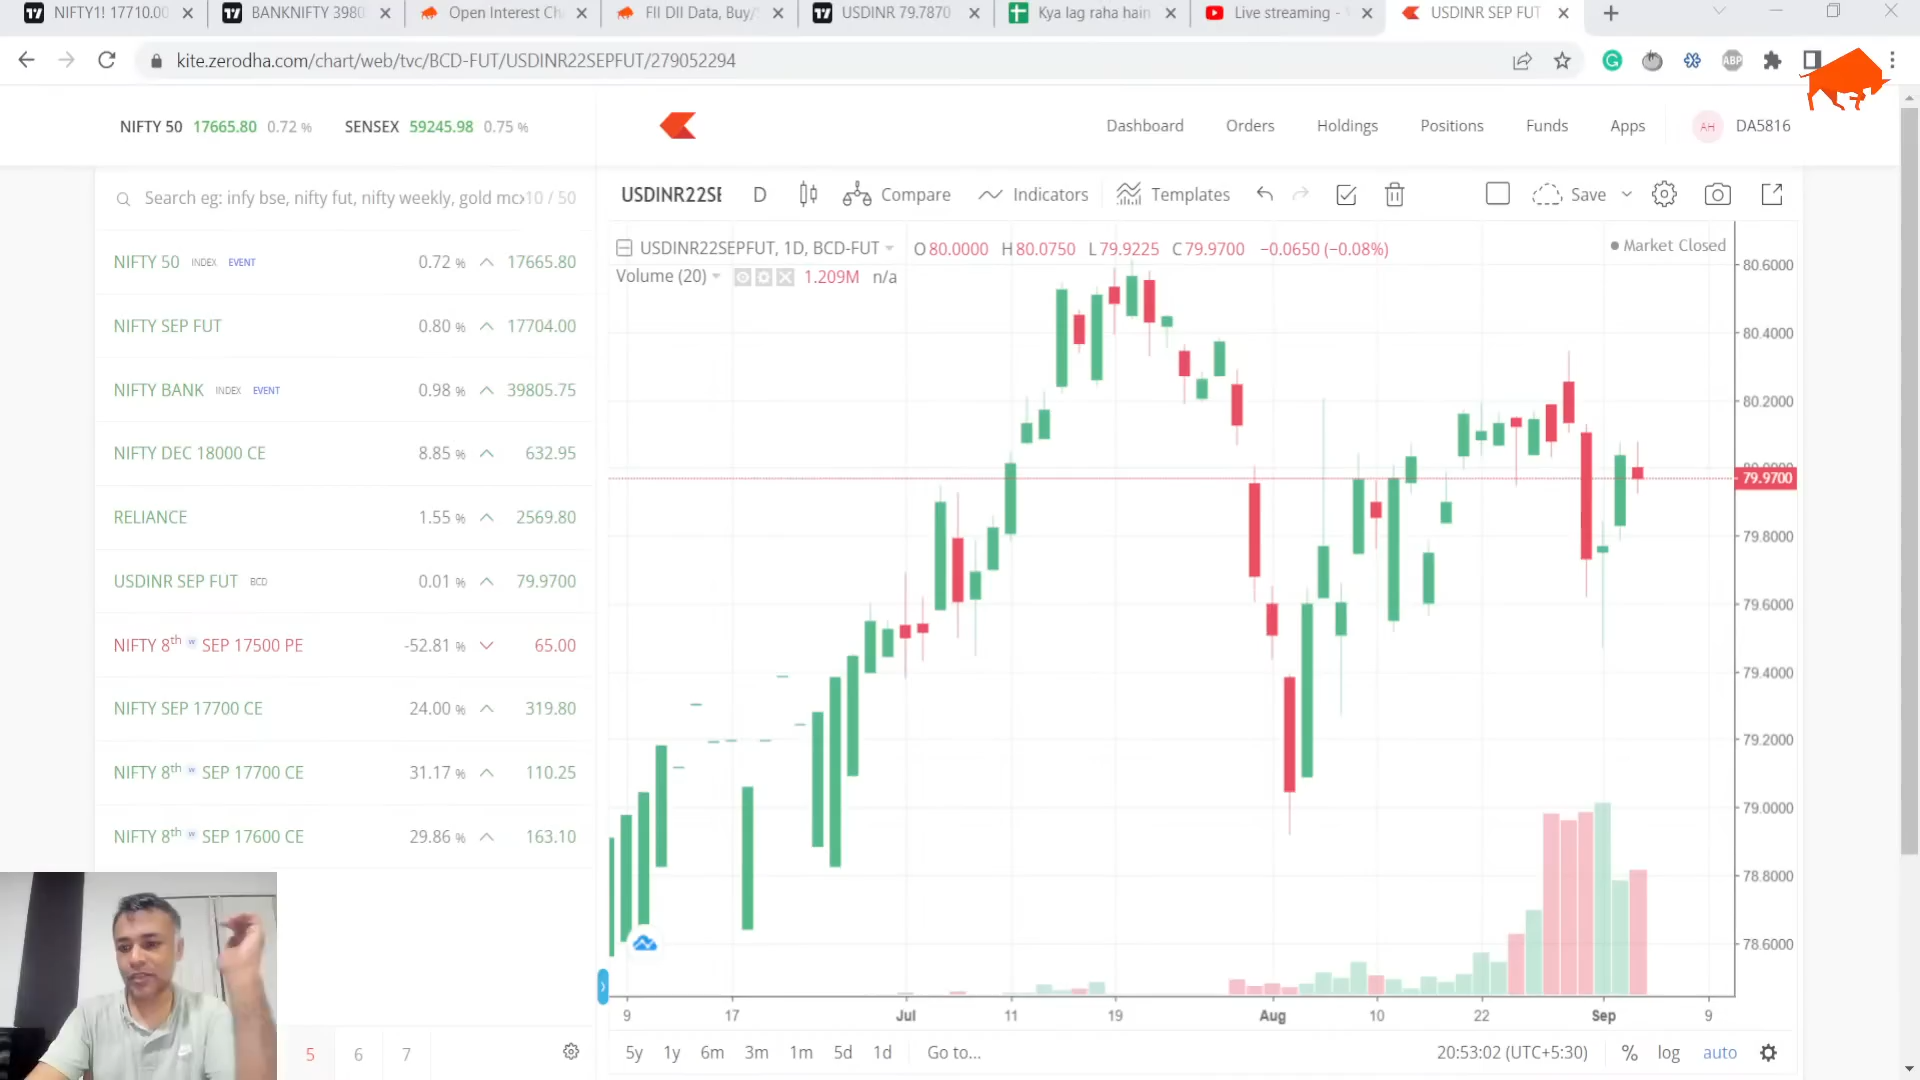 NIFTY1! 17710.00
BANKNIFTY 3980
Open Interest Ch
FII DII Data, Buy/
USDINR 79.7870
Kya lag raha hain
Live streaming -
USDINR SEP FUT
kite.zerodha.com/chart/web/tvc/BCD-FUT/USDINR22SEPFUT/279052294
ABP
NIFTY 50 17665.80 0.72 %
SENSEX 59245.98 0.75 %
Dashboard
Orders
Holdings
Positions
Funds
Apps
AH
DA5816
Search eg: infy bse, nifty fut, nifty weekly, gold mcx
10 / 50
NIFTY 50 INDEX EVENT 0.72 % 17665.80
NIFTY SEP FUT 0.80 % 17704.00
NIFTY BANK INDEX EVENT 0.98 % 39805.75
NIFTY DEC 18000 CE 8.85 % 632.95
RELIANCE 1.55 % 2569.80
USDINR SEP FUT BCD 0.01 % 79.9700
NIFTY 8th w SEP 17500 PE -52.81 % 65.00
NIFTY SEP 17700 CE 24.00 % 319.80
NIFTY 8th w SEP 17700 CE 31.17 % 110.25
NIFTY 8th w SEP 17600 CE 29.86 % 163.10
5 6 7
USDINR22SE
D
Compare
Indicators
Templates
Save
USDINR22SEPFUT, 1D, BCD-FUT O 80.0000 H 80.0750 L 79.9225 C 79.9700 −0.0650 (−0.08%)
Market Closed
Volume (20) 1.209M n/a
80.6000
80.4000
80.2000
79.9700
79.8000
79.6000
79.4000
79.2000
79.0000
78.8000
78.6000
9 17 Jul 11 19 Aug 10 22 Sep 9
5y 1y 6m 3m 1m 5d 1d Go to...
20:53:02 (UTC+5:30) % log auto